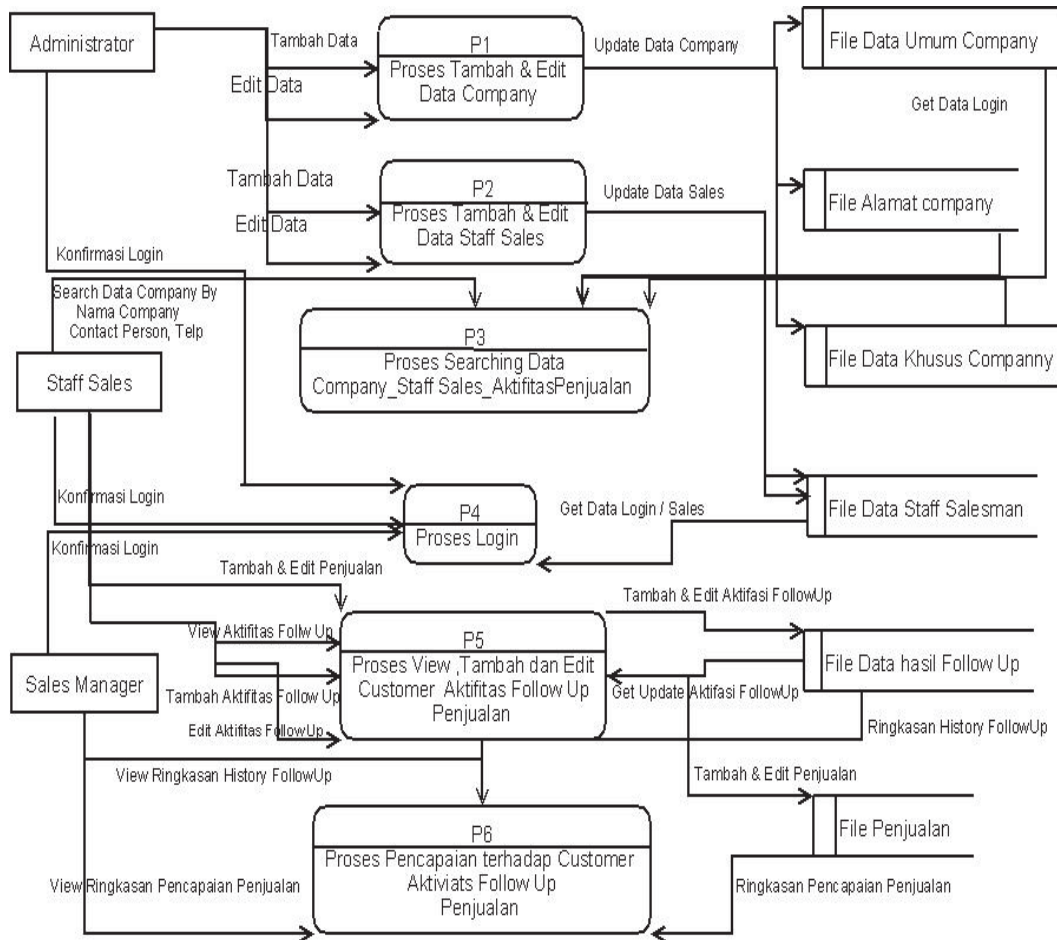 Administrator
Tambah Data
Edit Data
P1
Proses Tambah & Edit
Data Company
Update Data Company
File Data Umum Company
Get Data Login
Tambah Data
Edit Data
P2
Proses Tambah & Edit
Data Staff Sales
Update Data Sales
File Alamat company
Konfirmasi Login
Search Data Company By
Nama Company
Contact Person, Telp
P3
Proses Searching Data
Company_Staff Sales_AktifitasPenjualan
File Data Khusus Companny
Staff Sales
Konfirmasi Login
P4
Proses Login
Get Data Login / Sales
File Data Staff Salesman
Konfirmasi Login
Tambah & Edit Penjualan
Tambah & Edit Aktifasi FollowUp
View Aktifitas Follw Up
P5
Proses View ,Tambah dan Edit
Customer Aktifitas Follow Up
Penjualan
File Data hasil Follow Up
Sales Manager
Tambah Aktifitas Follow Up
Get Update Aktifasi FollowUp
Edit Aktifitas FollowUp
Ringkasan History FollowUp
View Ringkasan History FollowUp
Tambah & Edit Penjualan
P6
Proses Pencapaian terhadap Customer
Aktiviats Follow Up
Penjualan
File Penjualan
View Ringkasan Pencapaian Penjualan
Ringkasan Pencapaian Penjualan